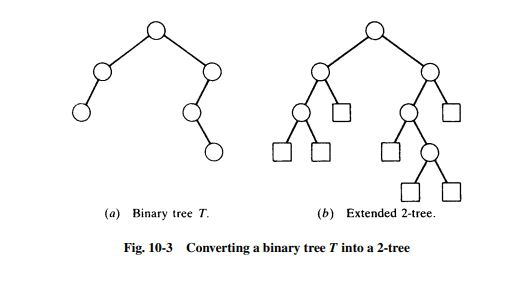 (a) Binary tree T.
(b) Extended 2-tree.
Fig. 10-3 Converting a binary tree T into a 2-tree